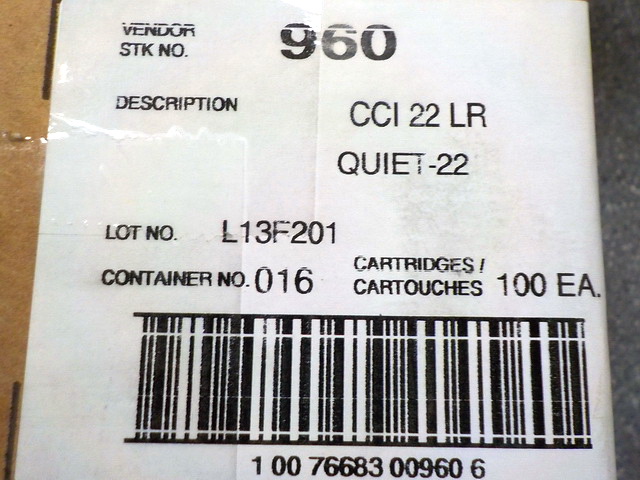 VENDOR
STK NO. 960
DESCRIPTION CCI 22 LR
QUIET-22
LOT NO. L13F201
CONTAINER NO. 016 CARTRIDGES / CARTOUCHES 100 EA.
1 00 76683 00960 6